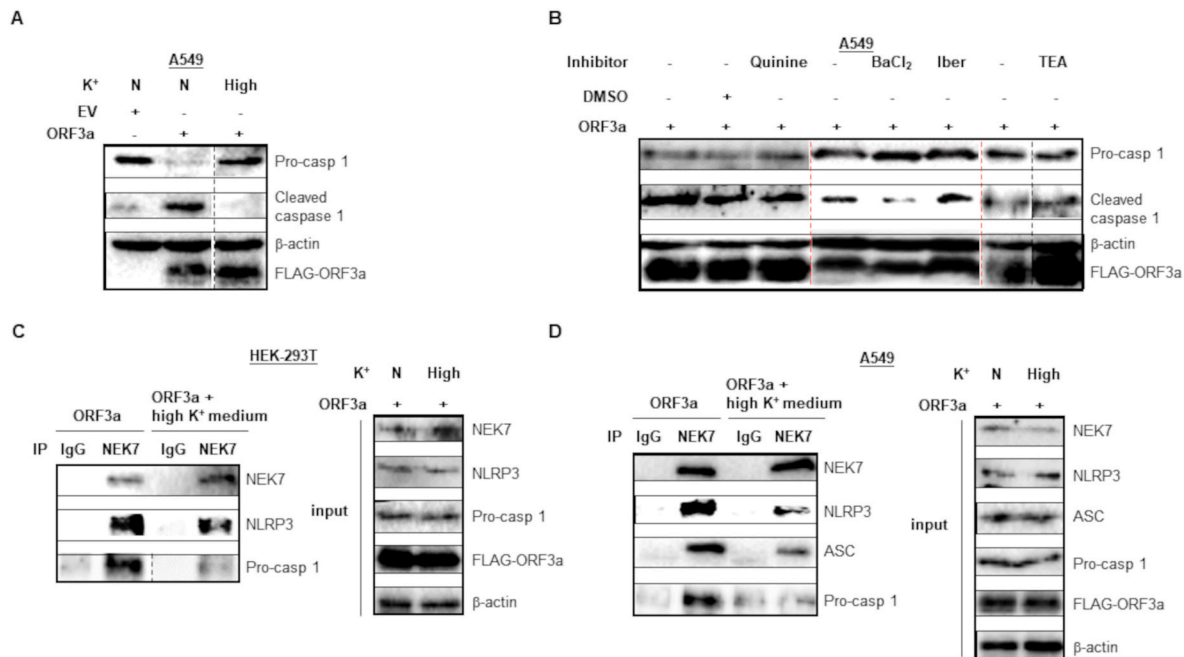 A
A549
K+ N N High
EV + - -
ORF3a - + +
Pro-casp 1
Cleaved
caspase 1
β-actin
FLAG-ORF3a
B
A549
Inhibitor - - Quinine - BaCl2 Iber - TEA
DMSO - + - - - - - -
ORF3a + + + + + + + +
Pro-casp 1
Cleaved
caspase 1
β-actin
FLAG-ORF3a
C
HEK-293T
ORF3a
ORF3a +
high K+ medium
IP IgG NEK7 IgG NEK7
NEK7
NLRP3
Pro-casp 1
K+ N High
ORF3a + +
input
NEK7
NLRP3
Pro-casp 1
FLAG-ORF3a
β-actin
D
A549
ORF3a
ORF3a +
high K+ medium
IP IgG NEK7 IgG NEK7
NEK7
NLRP3
ASC
Pro-casp 1
K+ N High
ORF3a + +
input
NEK7
NLRP3
ASC
Pro-casp 1
FLAG-ORF3a
β-actin